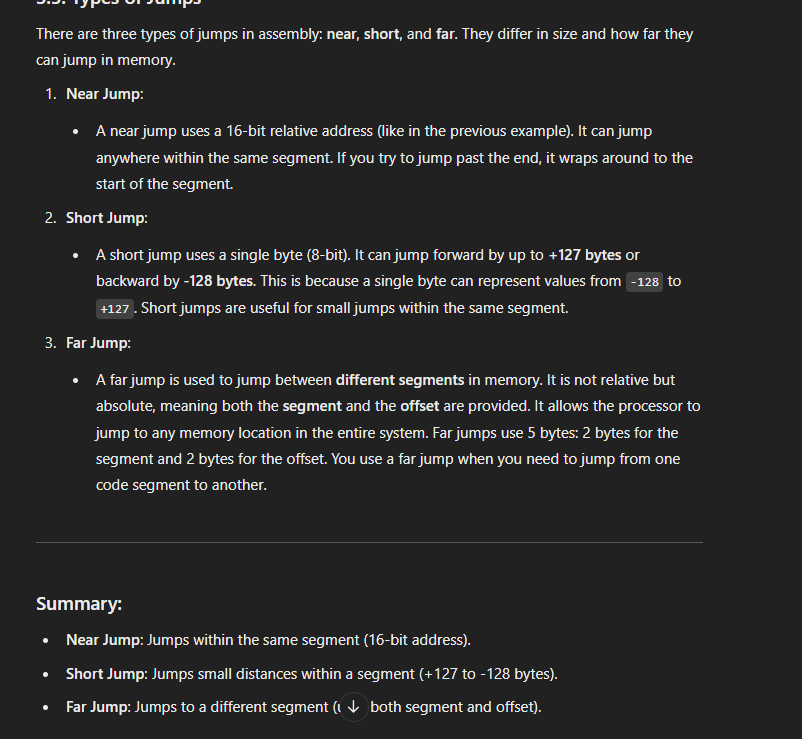 3.3. Types of Jumps
There are three types of jumps in assembly: near, short, and far. They differ in size and how far they
can jump in memory.
1. Near Jump:
• A near jump uses a 16-bit relative address (like in the previous example). It can jump
anywhere within the same segment. If you try to jump past the end, it wraps around to the
start of the segment.
2. Short Jump:
• A short jump uses a single byte (8-bit). It can jump forward by up to +127 bytes or
backward by -128 bytes. This is because a single byte can represent values from -128 to
+127. Short jumps are useful for small jumps within the same segment.
3. Far Jump:
• A far jump is used to jump between different segments in memory. It is not relative but
absolute, meaning both the segment and the offset are provided. It allows the processor to
jump to any memory location in the entire system. Far jumps use 5 bytes: 2 bytes for the
segment and 2 bytes for the offset. You use a far jump when you need to jump from one
code segment to another.
Summary:
• Near Jump: Jumps within the same segment (16-bit address).
• Short Jump: Jumps small distances within a segment (+127 to -128 bytes).
• Far Jump: Jumps to a different segment ( both segment and offset).